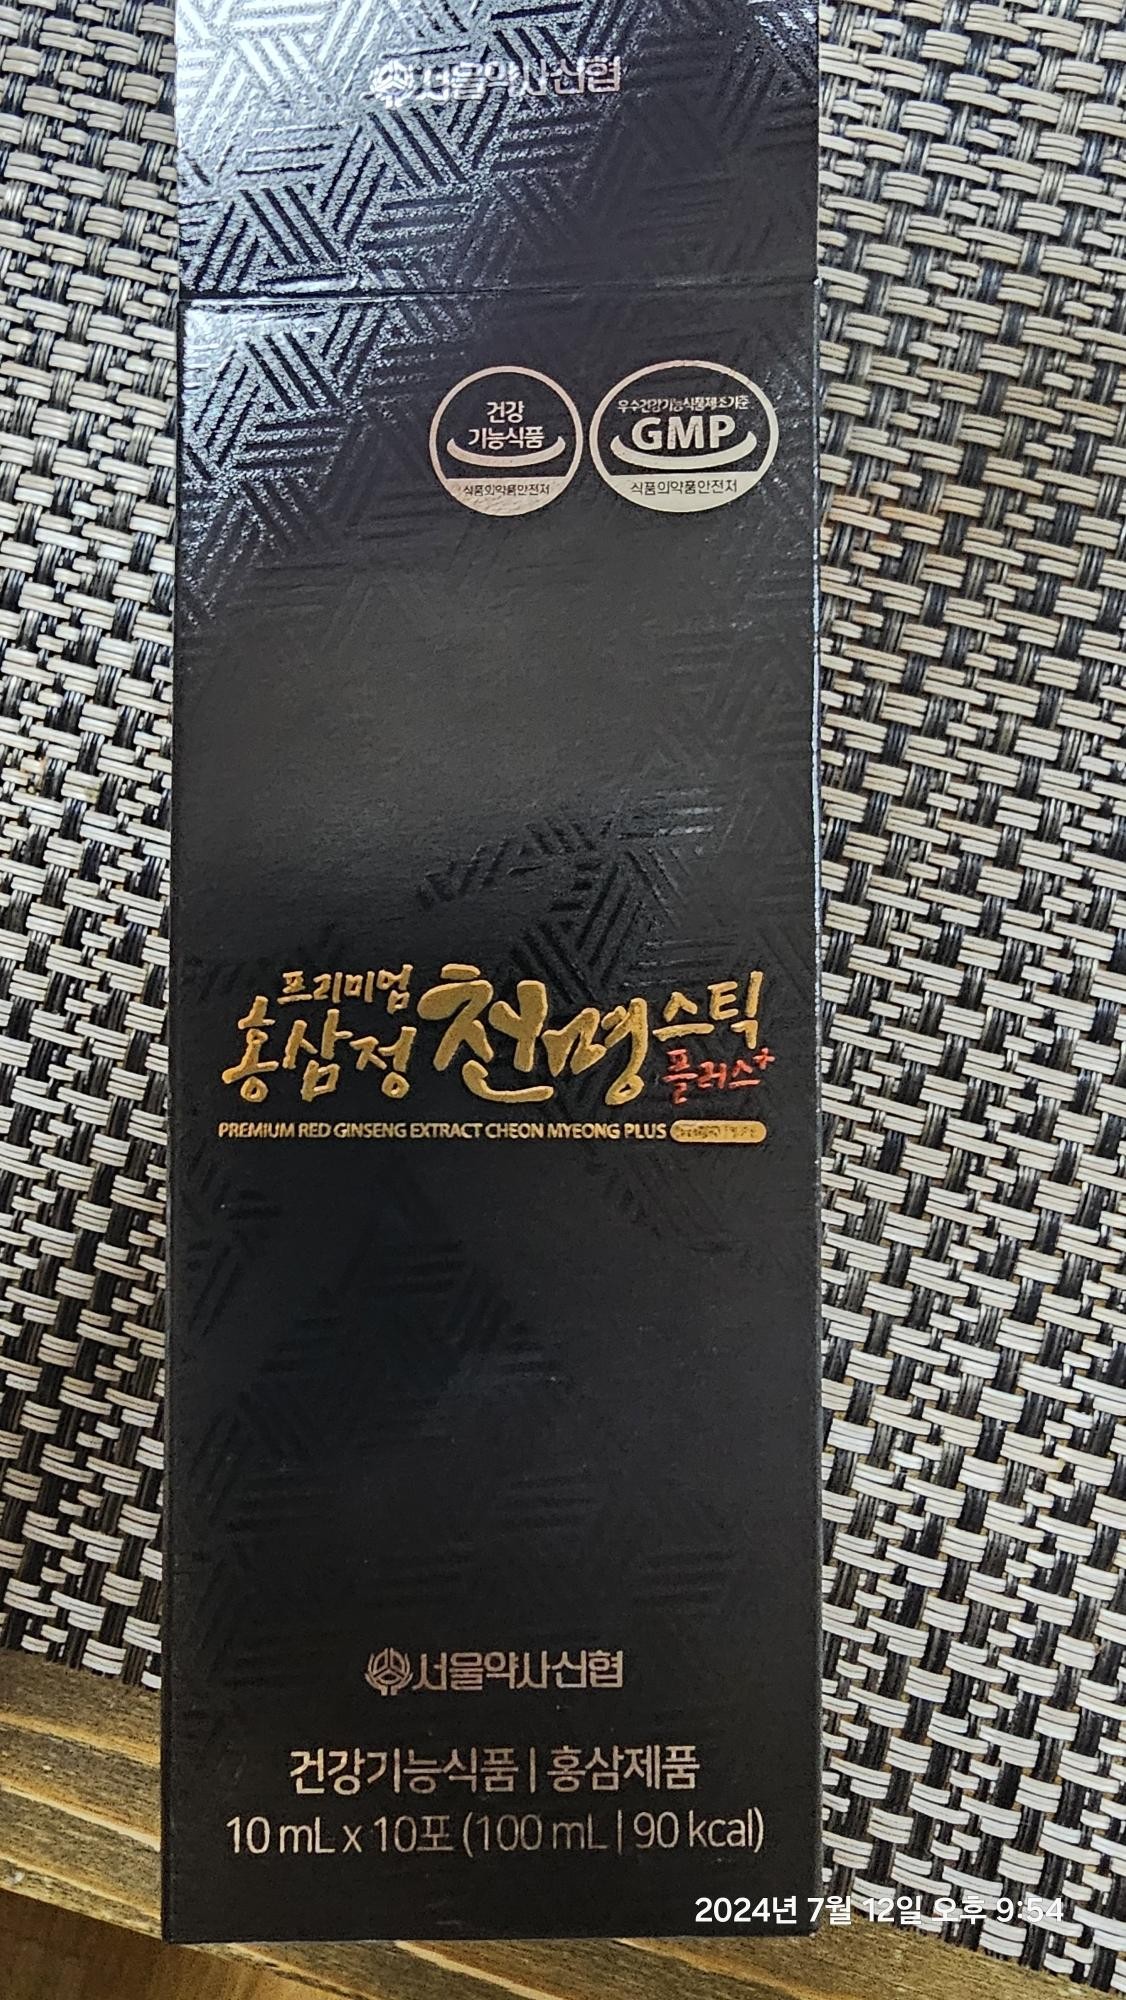 서울약사신협
건강
기능식품
식품의약품안전처
우수건강기능식품제조기준
GMP
식품의약품안전처
프리미엄
홍삼정 천명 스틱
플러스+
PREMIUM RED GINSENG EXTRACT CHEON MYEONG PLUS
서울약사신협
건강기능식품 | 홍삼제품
10 mL x 10포 (100 mL | 90 kcal)
2024년 7월 12일 오후 9:54